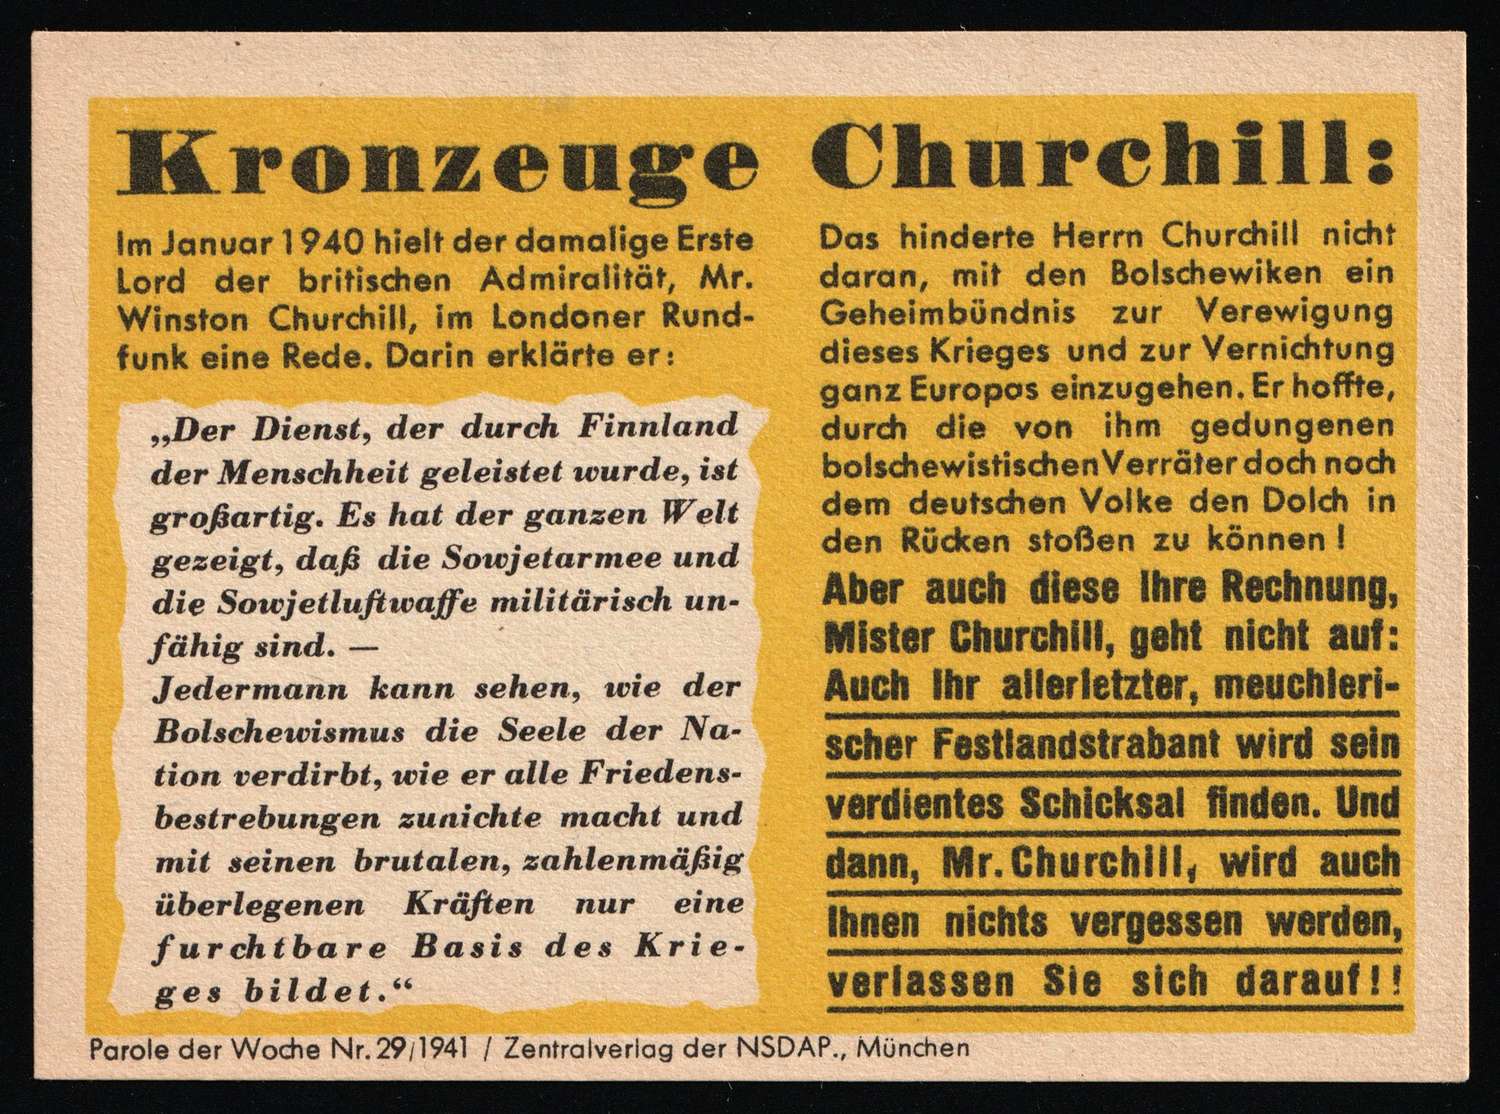 Kronzeuge Churchill:
Im Januar 1940 hielt der damalige Erste
Lord der britischen Admiralität, Mr.
Winston Churchill, im Londoner Rund-
funk eine Rede. Darin erklärte er:
„Der Dienst, der durch Finnland
der Menschheit geleistet wurde, ist
großartig. Es hat der ganzen Welt
gezeigt, daß die Sowjetarmee und
die Sowjetluftwaffe militärisch un-
fähig sind. —
Jedermann kann sehen, wie der
Bolschewismus die Seele der Na-
tion verdirbt, wie er alle Friedens-
bestrebungen zunichte macht und
mit seinen brutalen, zahlenmäßig
überlegenen Kräften nur eine
furchtbare Basis des Krie-
ges bildet.“
Das hinderte Herrn Churchill nicht
daran, mit den Bolschewiken ein
Geheimbündnis zur Verewigung
dieses Krieges und zur Vernichtung
ganz Europas einzugehen. Er hoffte,
durch die von ihm gedungenen
bolschewistischen Verräter doch noch
dem deutschen Volke den Dolch in
den Rücken stoßen zu können!
Aber auch diese Ihre Rechnung,
Mister Churchill, geht nicht auf:
Auch Ihr allerletzter, meuchleri-
scher Festlandstrabant wird sein
verdientes Schicksal finden. Und
dann, Mr. Churchill, wird auch
Ihnen nichts vergessen werden,
verlassen Sie sich darauf!!
Parole der Woche Nr. 29/1941 / Zentralverlag der NSDAP., München